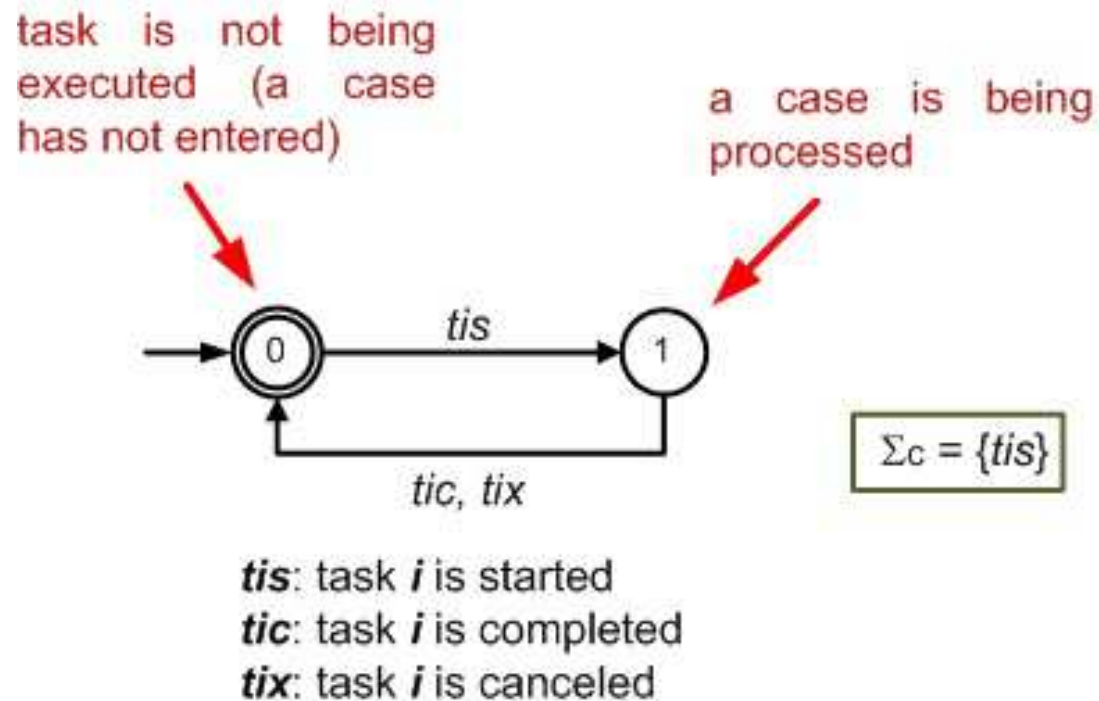 task is not being
executed (a case
has not entered)
a case is being
processed
0
tis
1
Σc = {tis}
tic, tix
tis: task i is started
tic: task i is completed
tix: task i is canceled